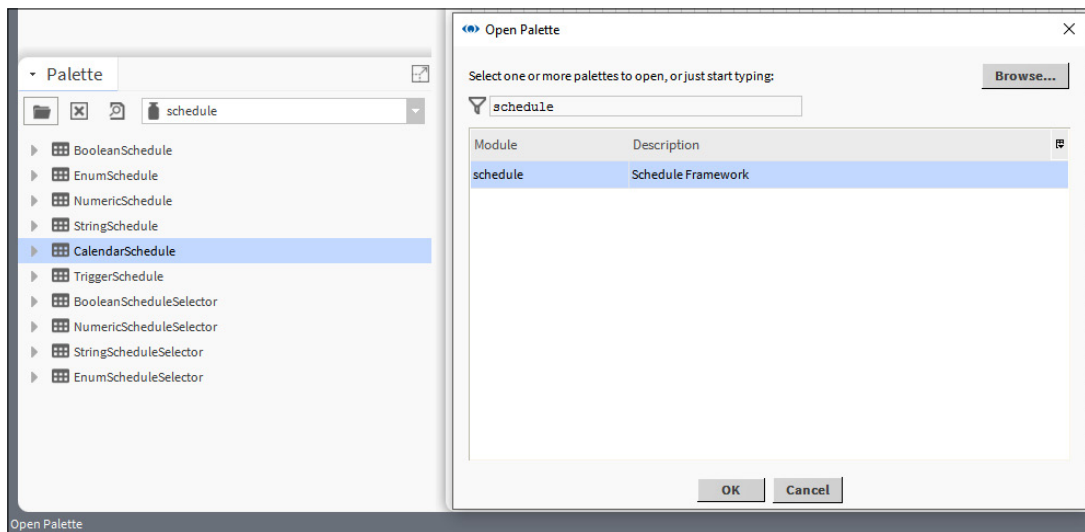 Palette
schedule
BooleanSchedule
EnumSchedule
NumericSchedule
StringSchedule
CalendarSchedule
TriggerSchedule
BooleanScheduleSelector
NumericScheduleSelector
StringScheduleSelector
EnumScheduleSelector
Open Palette
Open Palette
Select one or more palettes to open, or just start typing:
Browse...
schedule
Module Description
schedule Schedule Framework
OK Cancel